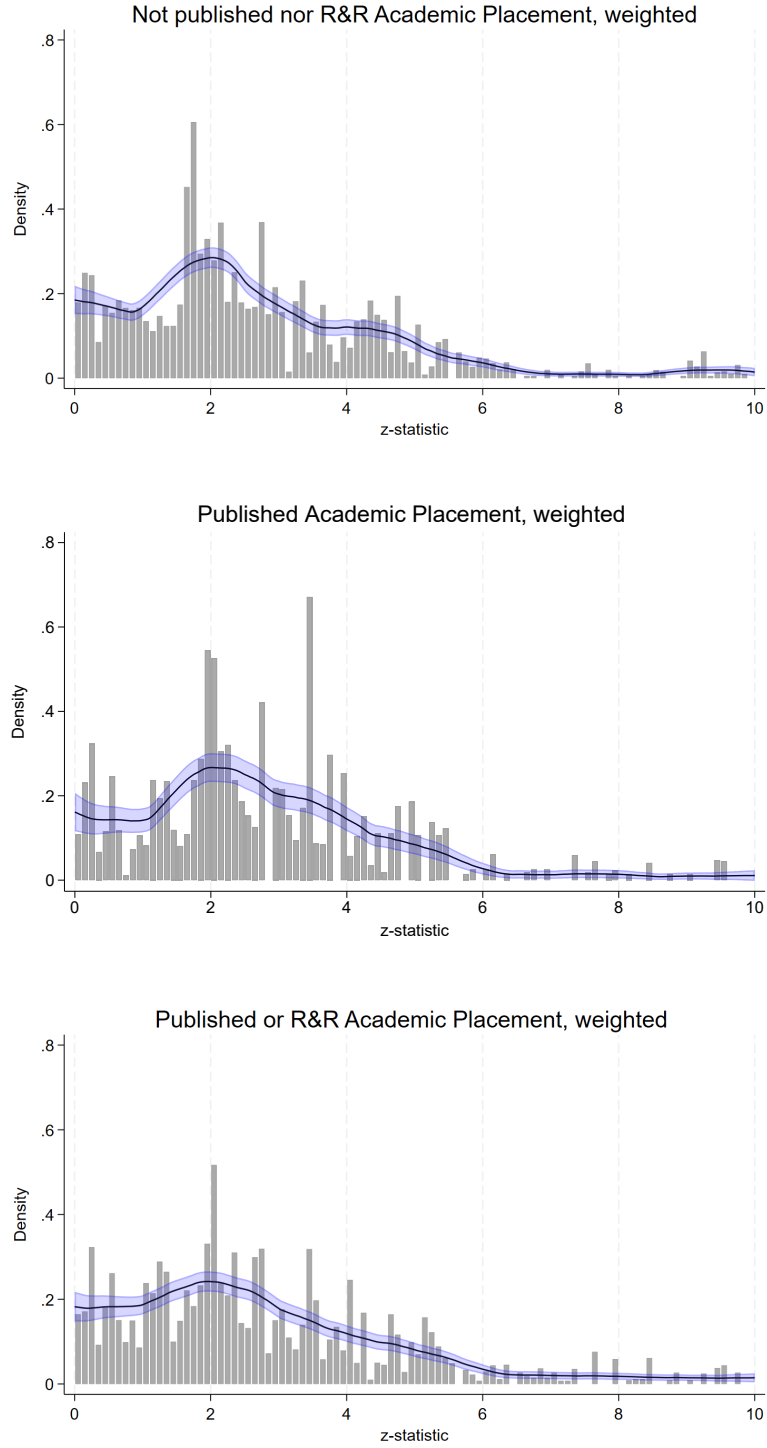 Not published nor R&R Academic Placement, weighted
.8
.6
.4
.2
0
Density
0 2 4 6 8 10
z-statistic
Published Academic Placement, weighted
.8
.6
.4
.2
0
Density
0 2 4 6 8 10
z-statistic
Published or R&R Academic Placement, weighted
.8
.6
.4
.2
0
Density
0 2 4 6 8 10
z-statistic